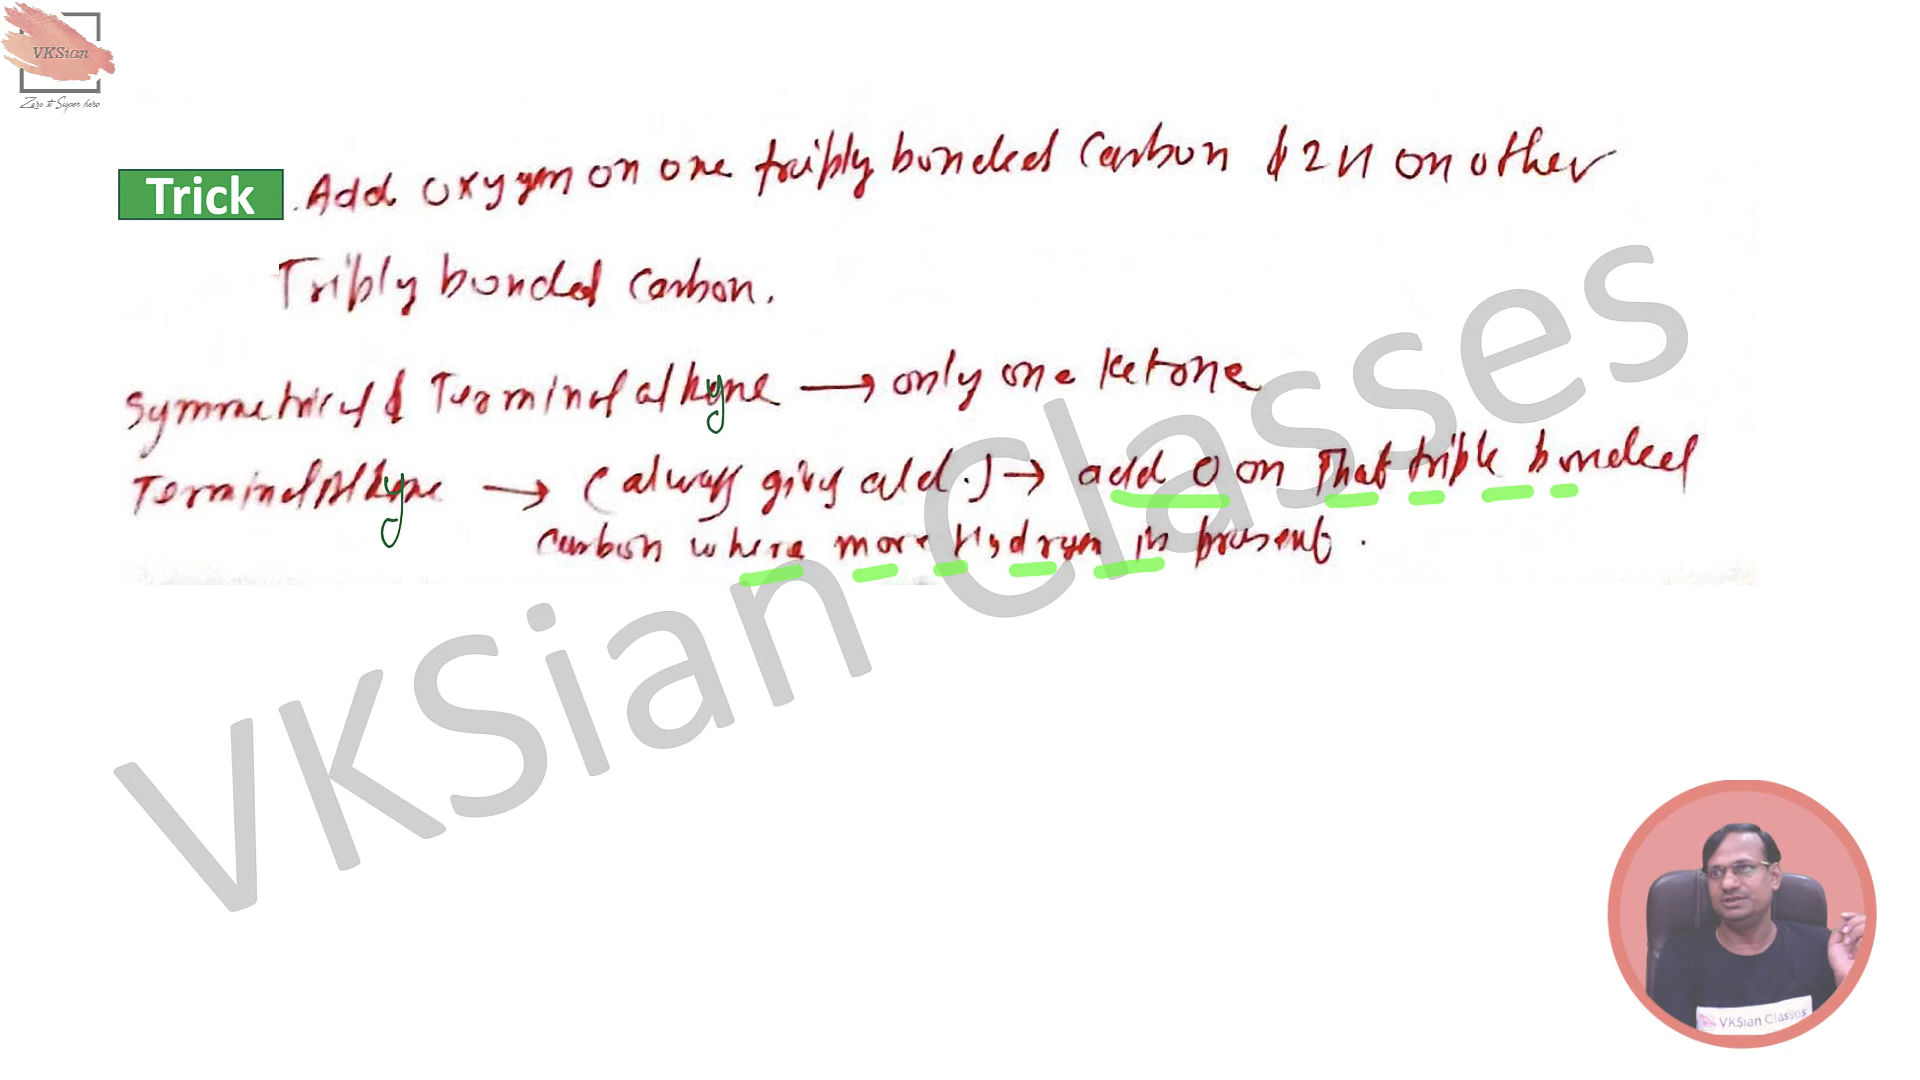 VKSian
Zero to Super hero
Trick
. Add oxygen on one triply bonded carbon & 2H on other
Triply bonded carbon.
Symmetrical & Terminal alkyne → only one ketone
Terminal Alkyne → (always gives ald.) → add O on That triple bonded
carbon where more Hydrogen is present.
VKSian Classes
VKSian Classes